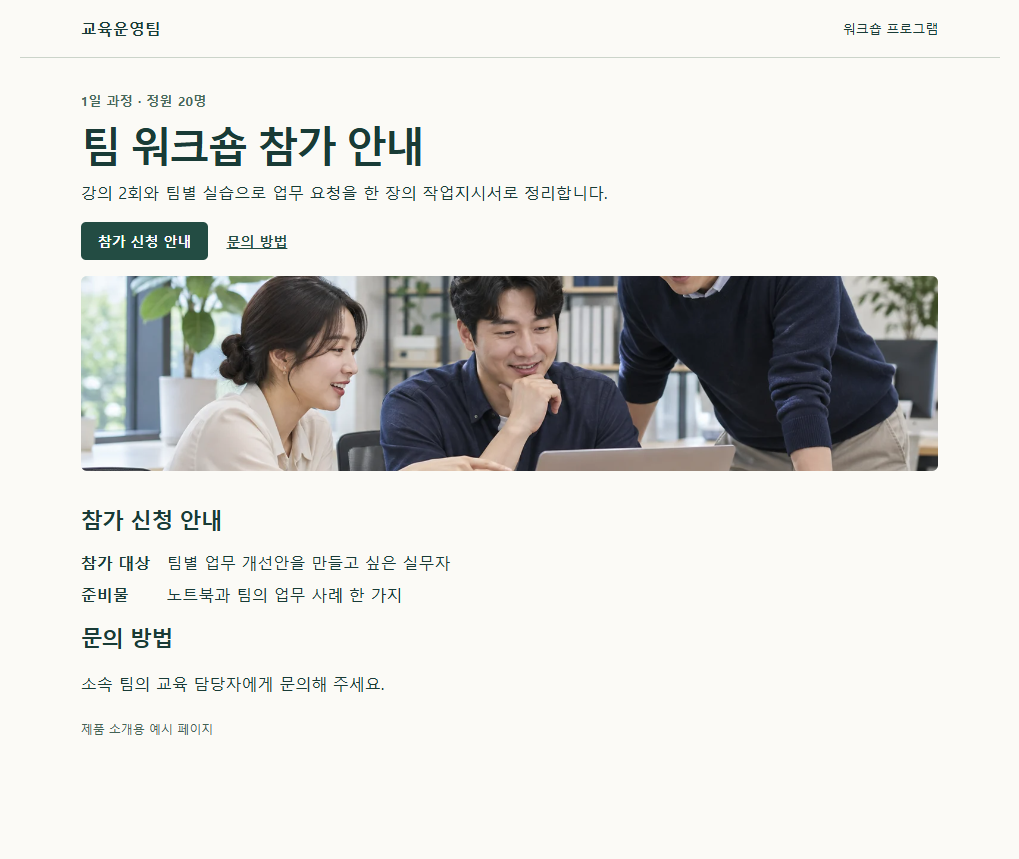 교육운영팀
워크숍 프로그램
1일 과정 · 정원 20명
팀 워크숍 참가 안내
강의 2회와 팀별 실습으로 업무 요청을 한 장의 작업지시서로 정리합니다.
참가 신청 안내
문의 방법
참가 신청 안내
참가 대상 팀별 업무 개선안을 만들고 싶은 실무자
준비물 노트북과 팀의 업무 사례 한 가지
문의 방법
소속 팀의 교육 담당자에게 문의해 주세요.
제품 소개용 예시 페이지